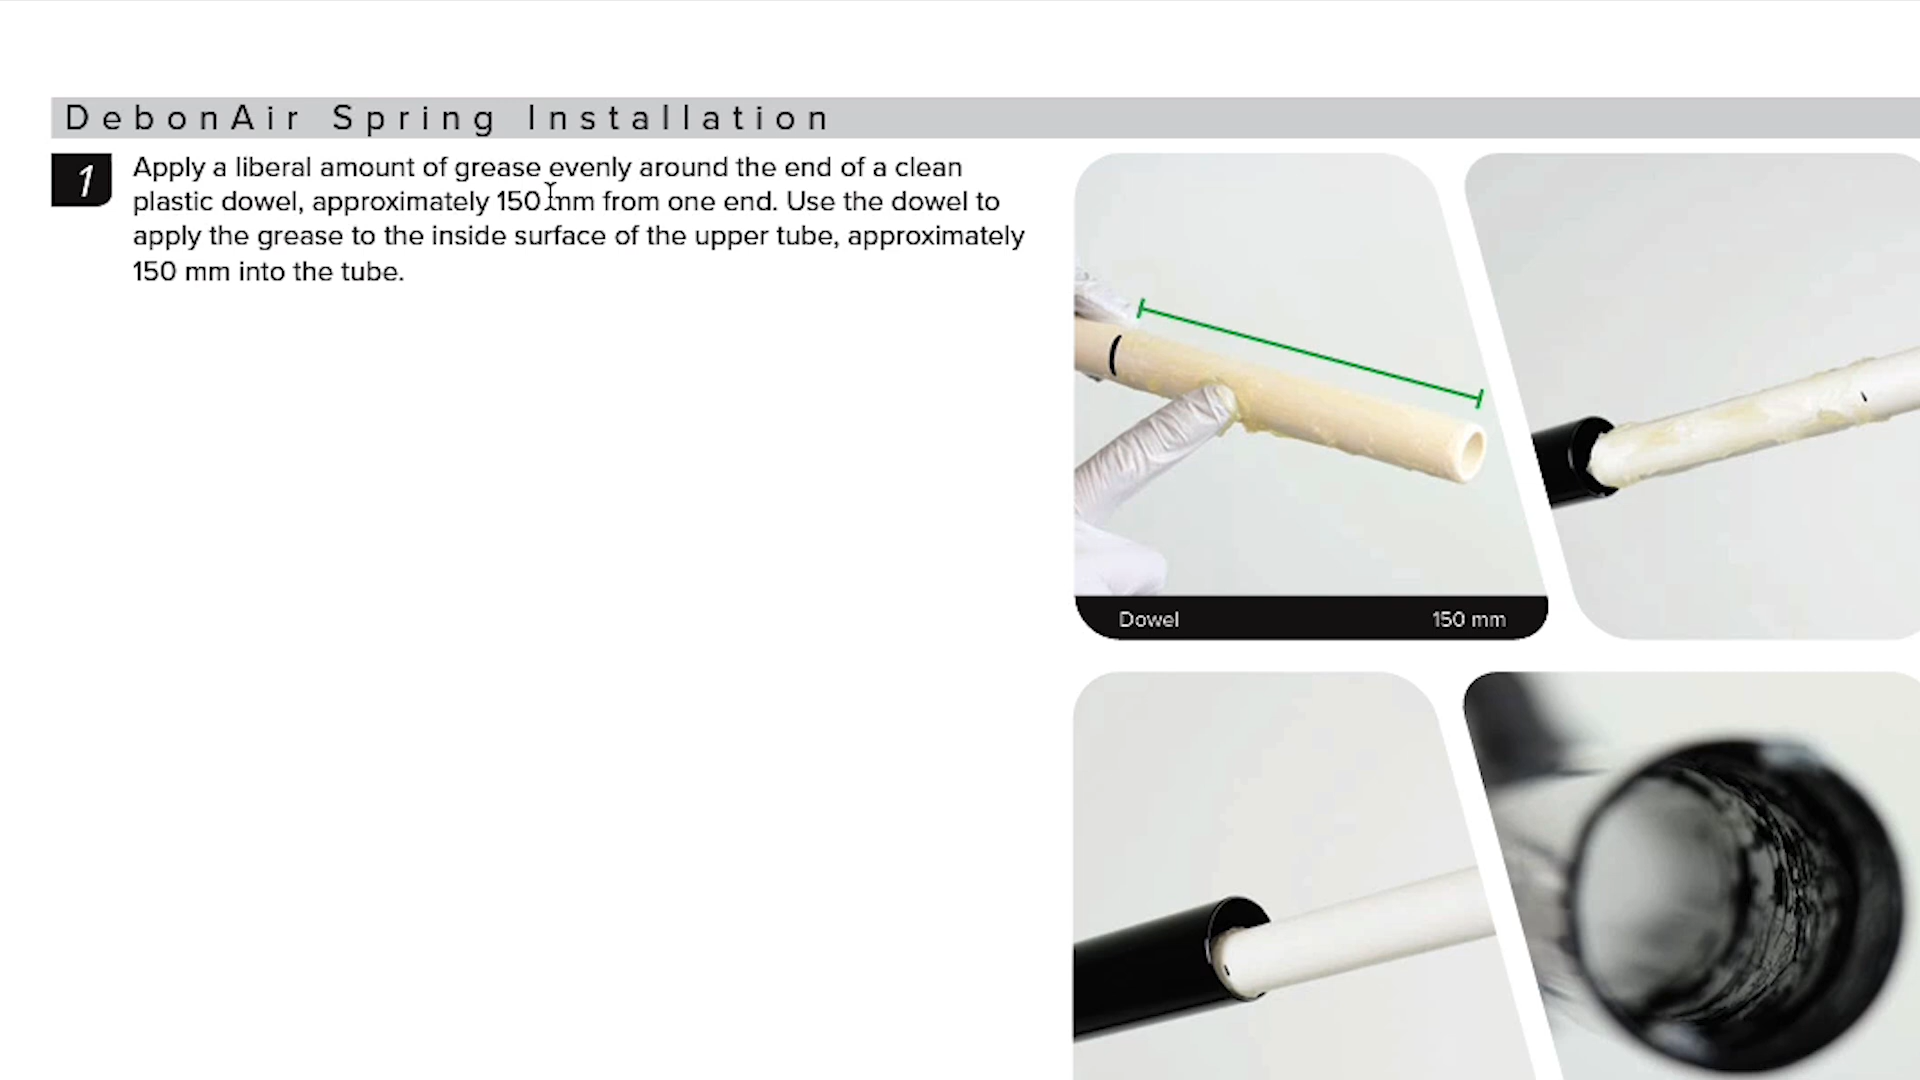 DebonAir Spring Installation
1
Apply a liberal amount of grease evenly around the end of a clean
plastic dowel, approximately 150 mm from one end. Use the dowel to
apply the grease to the inside surface of the upper tube, approximately
150 mm into the tube.
Dowel 150 mm